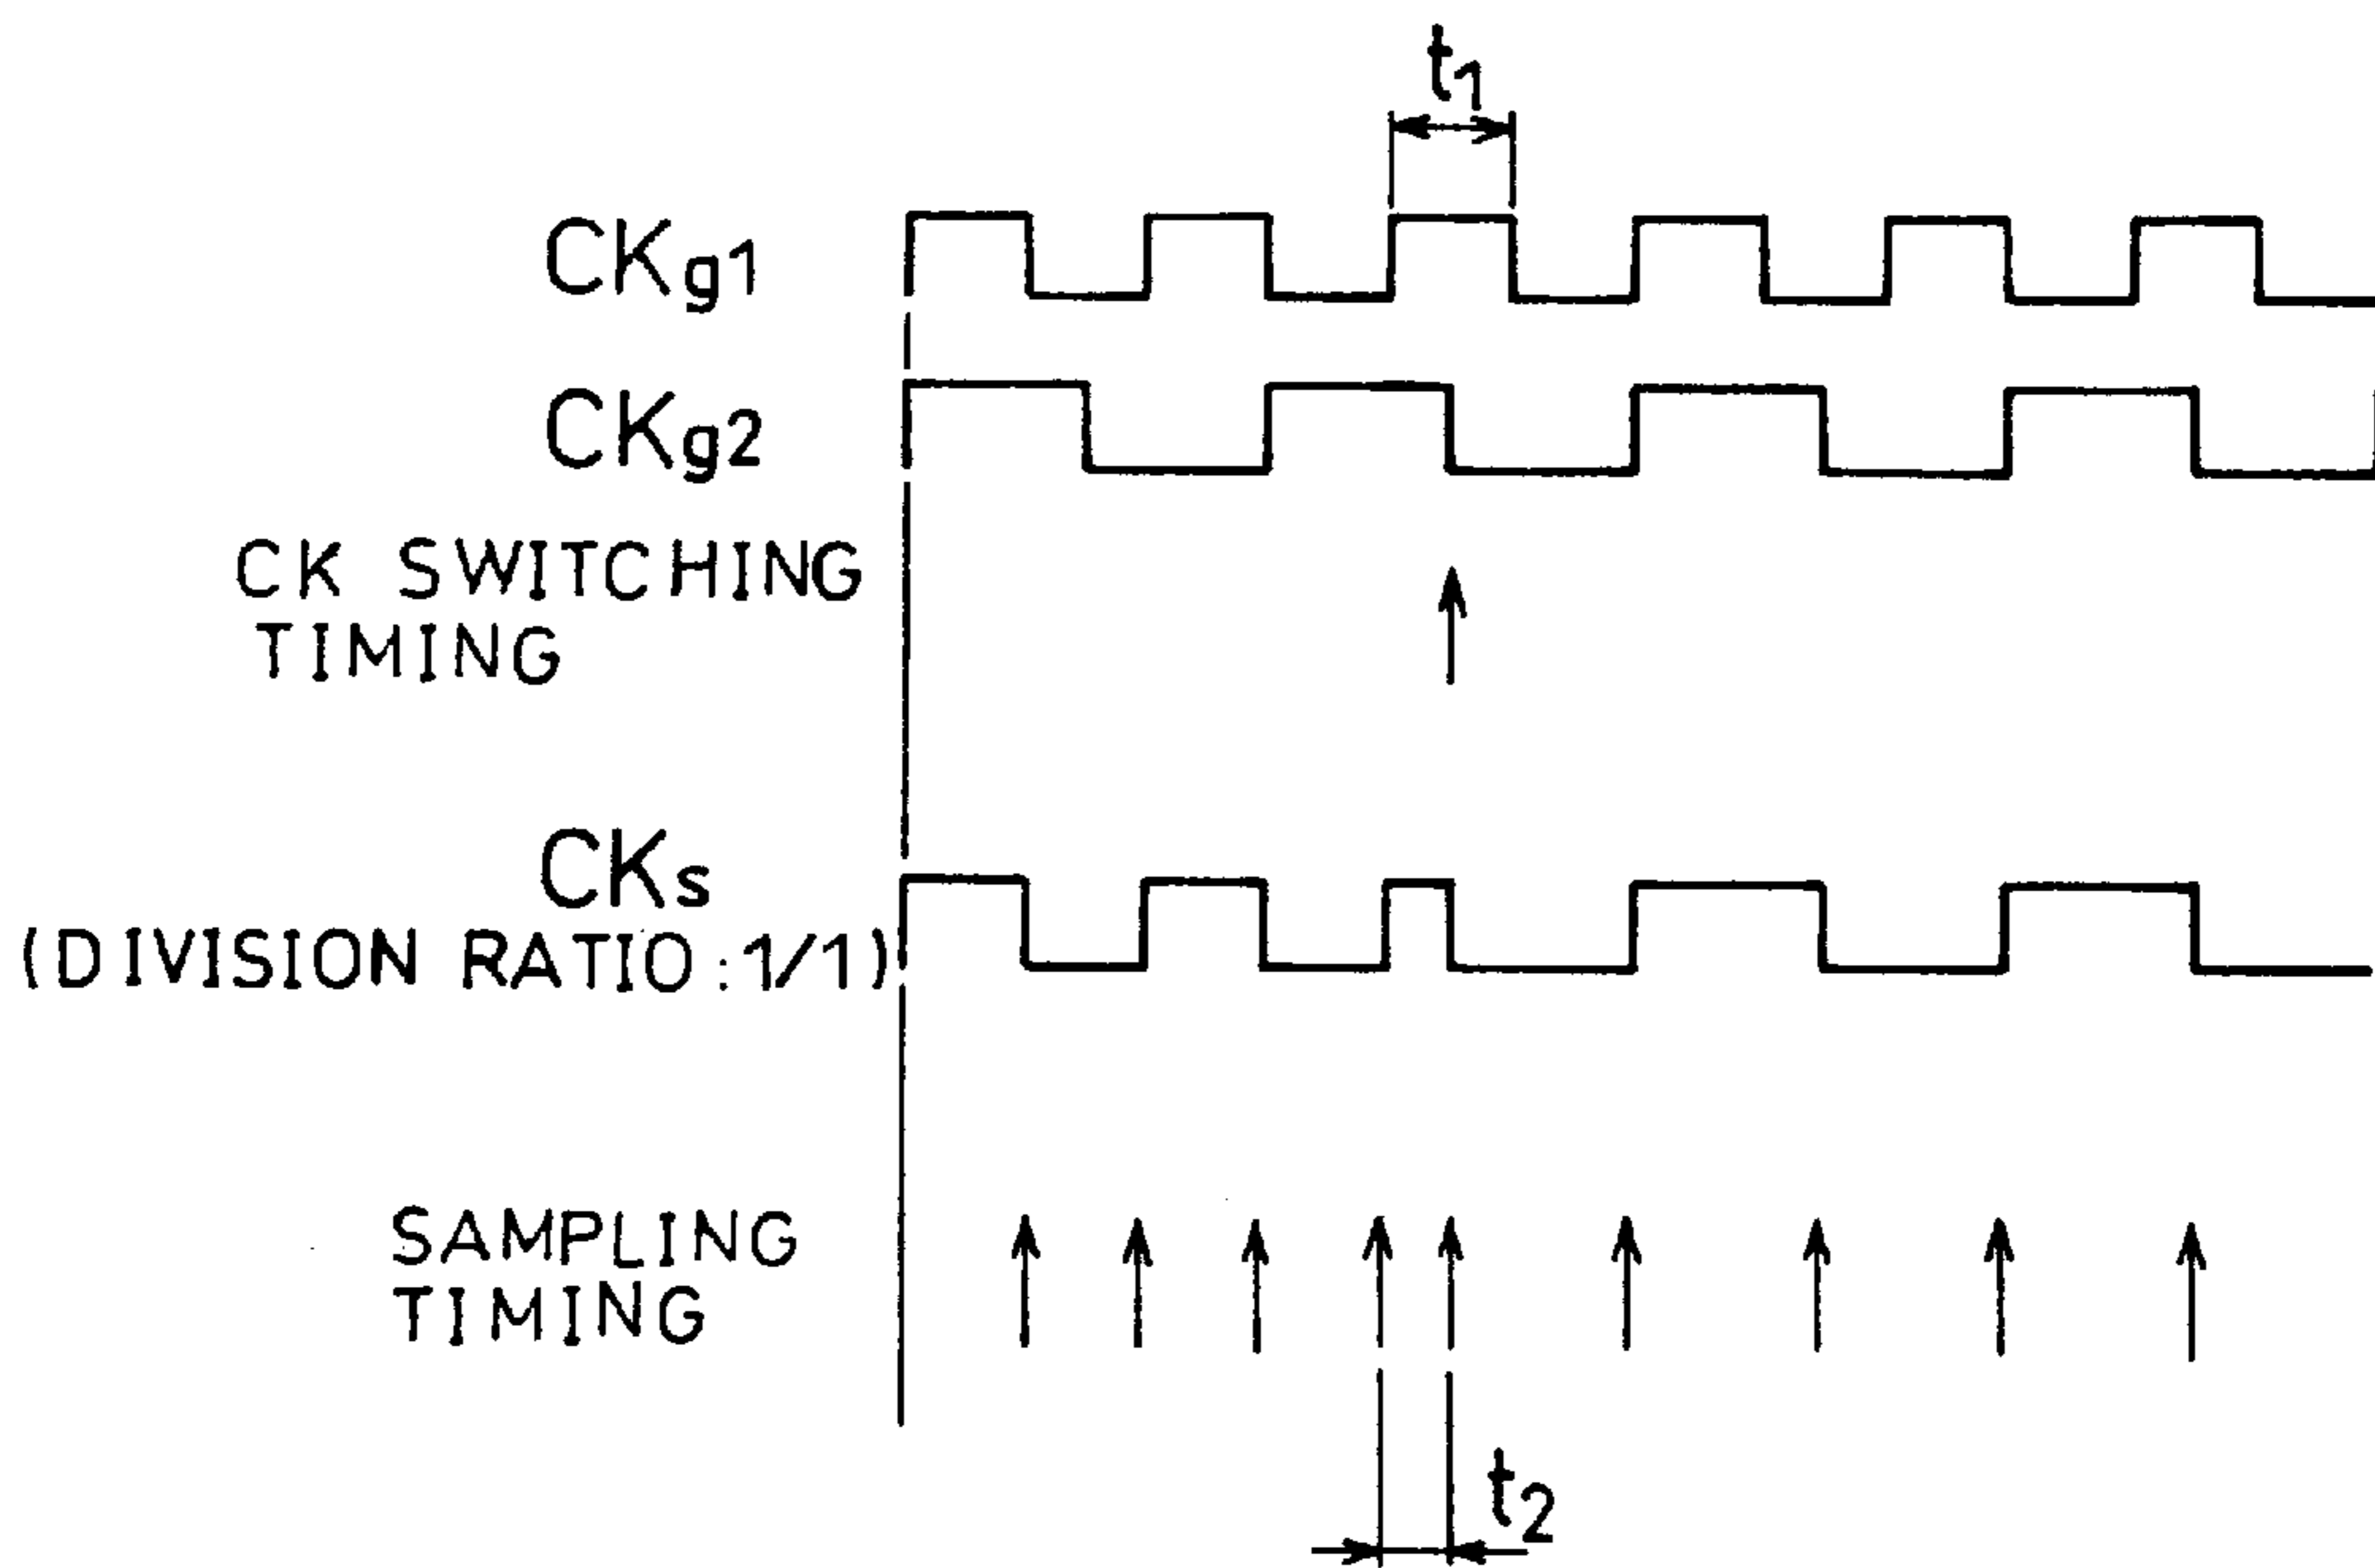 t1
CKg1
CKg2
CK SWITCHING
TIMING
CKs
(DIVISION RATIO:1/1)
SAMPLING
TIMING
t2